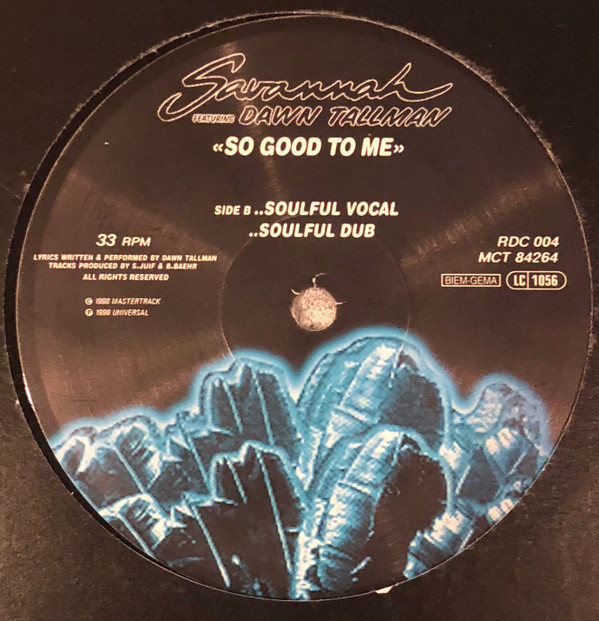 Savannah
FEATURING DAWN TALLMAN
«SO GOOD TO ME»
SIDE B ..SOULFUL VOCAL
..SOULFUL DUB
33 RPM
LYRICS WRITTEN & PERFORMED BY DAWN TALLMAN
TRACKS PRODUCED BY S.JUIF & B.BAEHR
ALL RIGHTS RESERVED
© 1998 MASTERTRACK
℗ 1998 UNIVERSAL
RDC 004
MCT 84264
BIEM-GEMA LC 1056